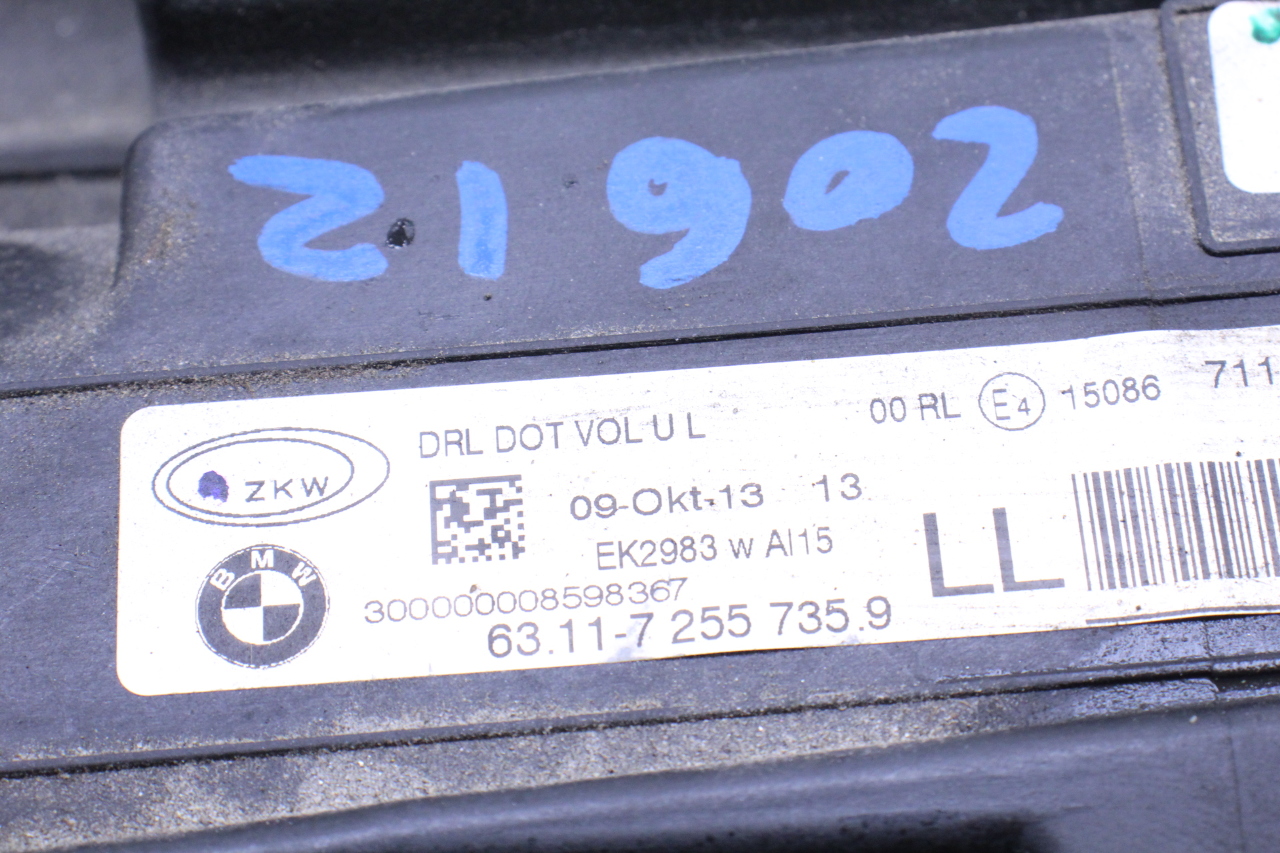 21902
DRL DOT VOL U L 00 RL E4 15086 711
ZKW
09-Okt-13 13
EK2983 w Al15
LL
BMW
300000008598367
63.11-7 255 735.9